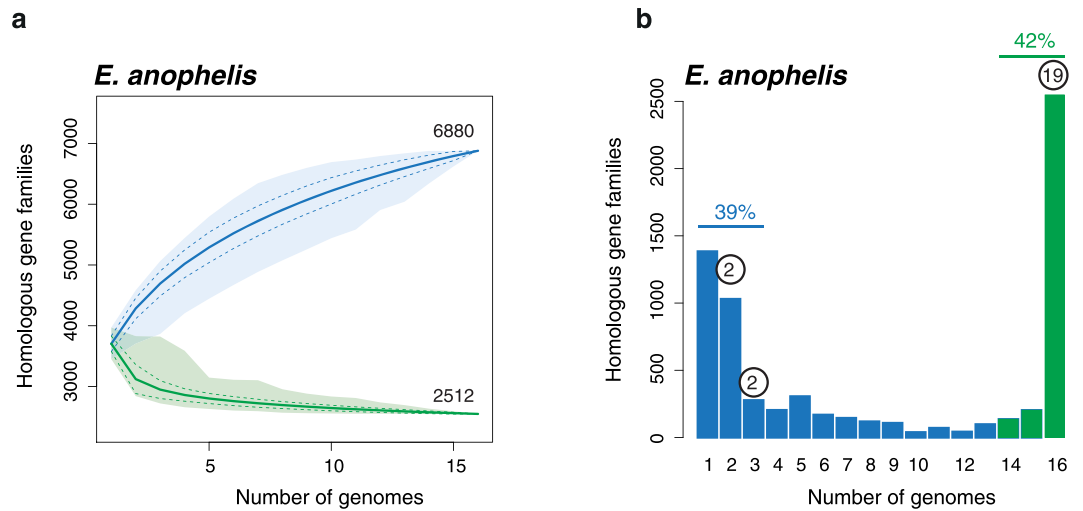 a
E. anophelis
Homologous gene families
7000
6000
5000
4000
3000
6880
2512
5
10
15
Number of genomes
b
E. anophelis
42%
19
Homologous gene families
2500
2000
1500
1000
500
0
39%
2
2
1 2 3 4 5 6 7 8 9 10 12 14 16
Number of genomes